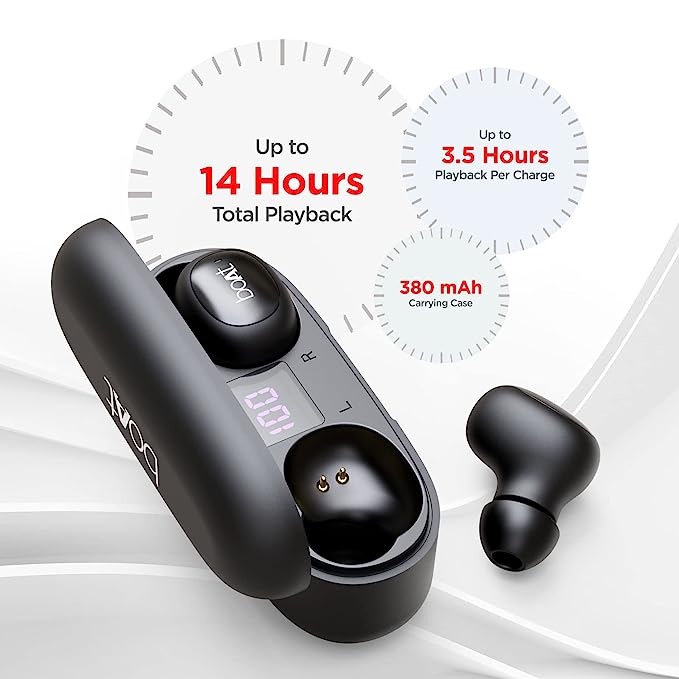 Up to
14 Hours
Total Playback
Up to
3.5 Hours
Playback Per Charge
380 mAh
Carrying Case
boAt
R
L
100
boAt